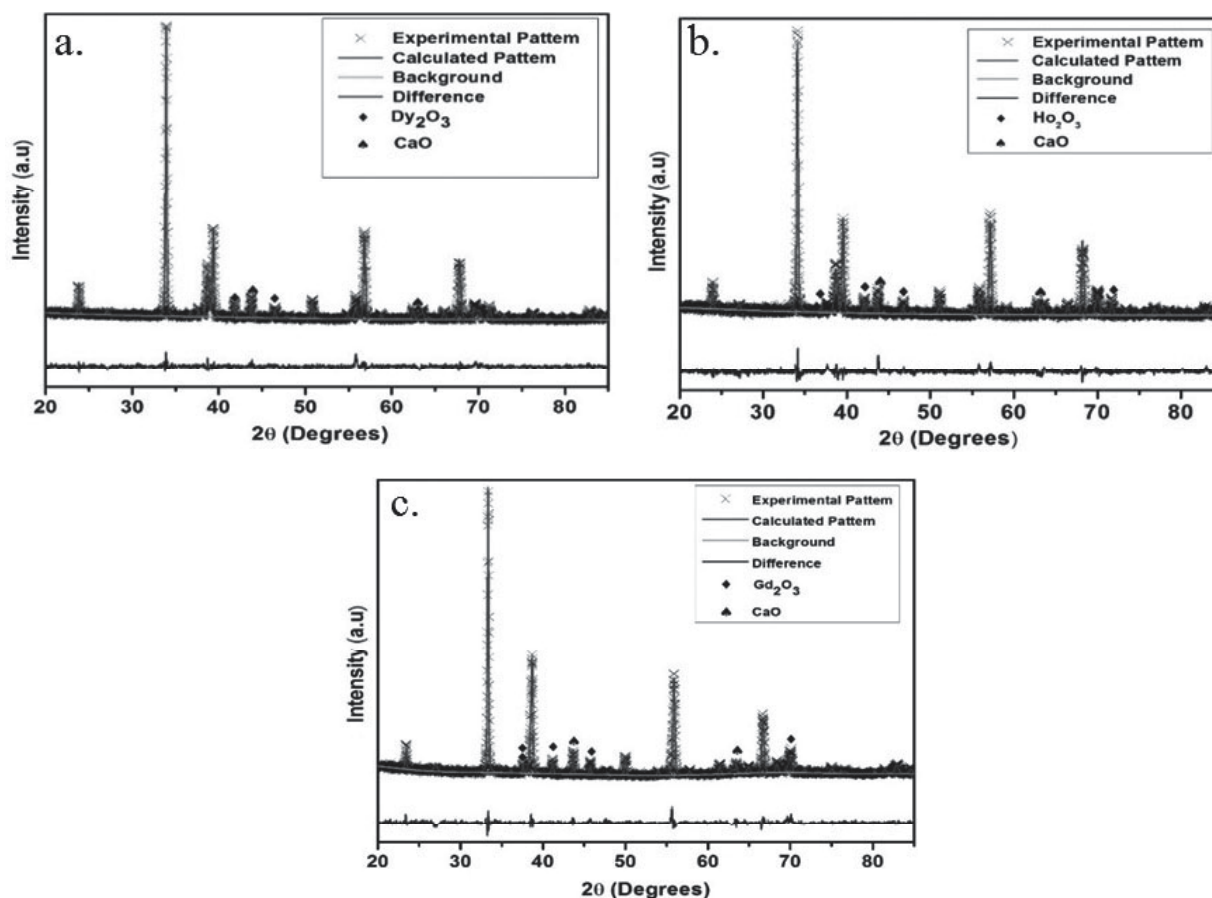 a.
Experimental Pattem
Calculated Pattem
Background
Difference
Dy2O3
CaO
Intensity (a.u)
20 30 40 50 60 70 80
2θ (Degrees)
b.
Experimental Pattem
Calculated Pattem
Background
Difference
Ho2O3
CaO
Intensity (a.u)
20 30 40 50 60 70 80
2θ (Degrees)
c.
Experimental Pattem
Calculated Pattem
Background
Difference
Gd2O3
CaO
Intensity (a.u)
20 30 40 50 60 70 80
2θ (Degrees)